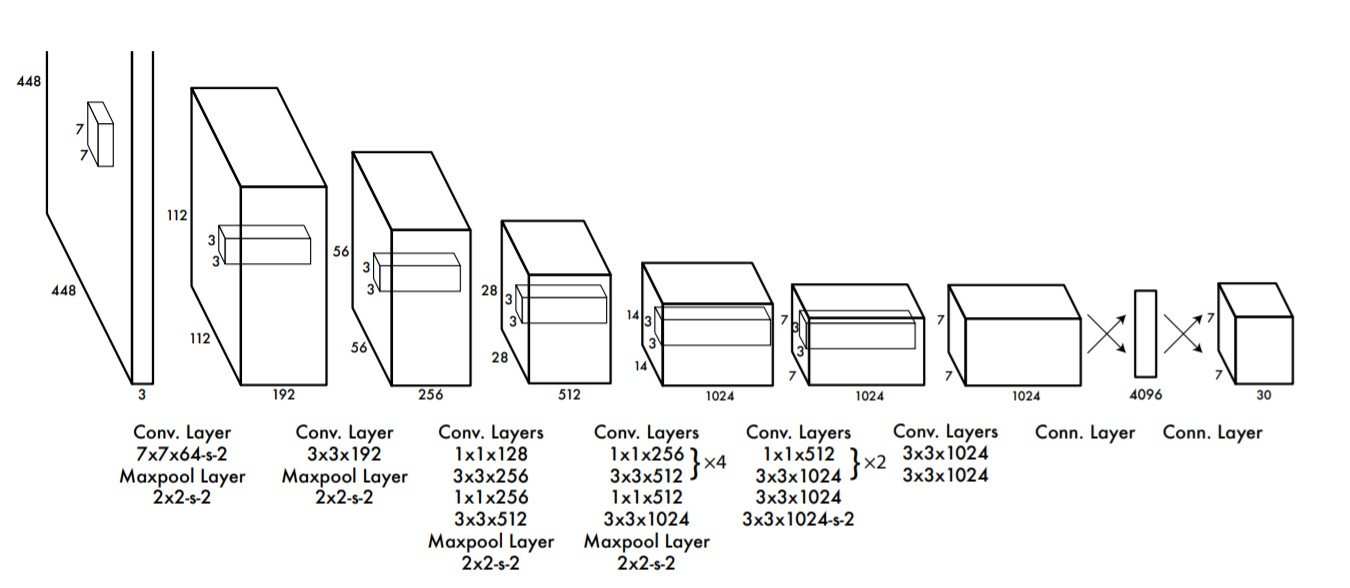 448
7
7
448
3
112
3
3
112
192
56
3
3
56
256
28
3
3
28
512
14
3
3
14
1024
7
3
3
7
1024
7
7
1024
4096
7
7
30
Conv. Layer
7x7x64-s-2
Maxpool Layer
2x2-s-2
Conv. Layer
3x3x192
Maxpool Layer
2x2-s-2
Conv. Layers
1x1x128
3x3x256
1x1x256
3x3x512
Maxpool Layer
2x2-s-2
Conv. Layers
1x1x256
3x3x512 }×4
1x1x512
3x3x1024
Maxpool Layer
2x2-s-2
Conv. Layers
1x1x512
3x3x1024 }×2
3x3x1024
3x3x1024-s-2
Conv. Layers
3x3x1024
3x3x1024
Conn. Layer
Conn. Layer